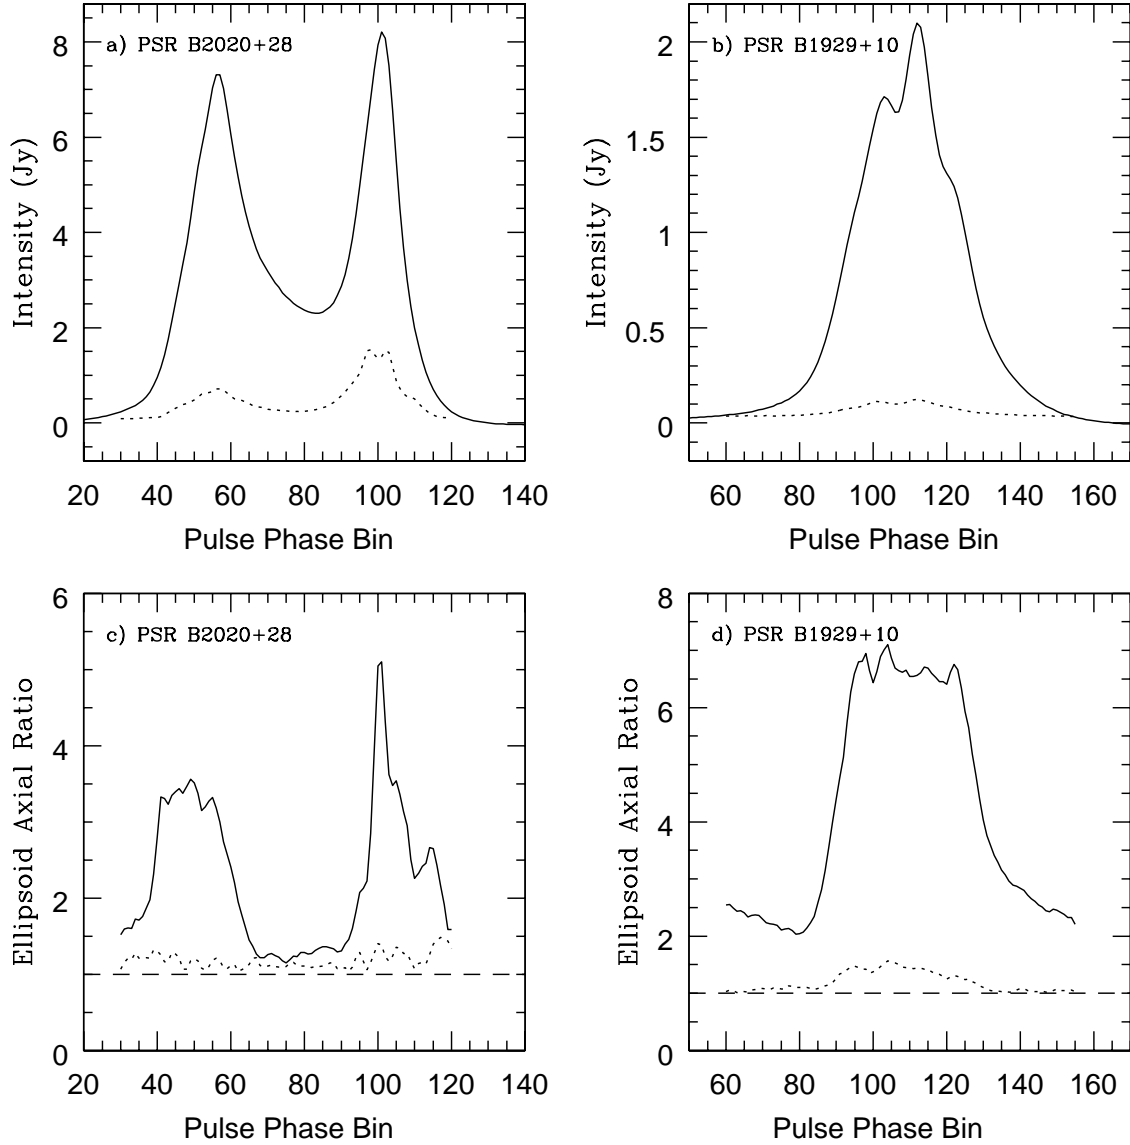 a) PSR B2020+28
Intensity (Jy)
8
6
4
2
0
20 40 60 80 100 120 140
Pulse Phase Bin
b) PSR B1929+10
Intensity (Jy)
2
1.5
1
0.5
0
60 80 100 120 140 160
Pulse Phase Bin
c) PSR B2020+28
Ellipsoid Axial Ratio
6
4
2
0
20 40 60 80 100 120 140
Pulse Phase Bin
d) PSR B1929+10
Ellipsoid Axial Ratio
8
6
4
2
0
60 80 100 120 140 160
Pulse Phase Bin